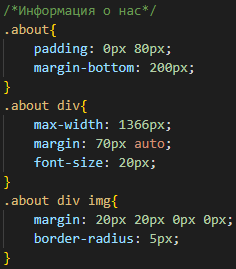 /*Информация о нас*/
.about{
    padding: 0px 80px;
    margin-bottom: 200px;
}
.about div{
    max-width: 1366px;
    margin: 70px auto;
    font-size: 20px;
}
.about div img{
    margin: 20px 20px 0px 0px;
    border-radius: 5px;
}